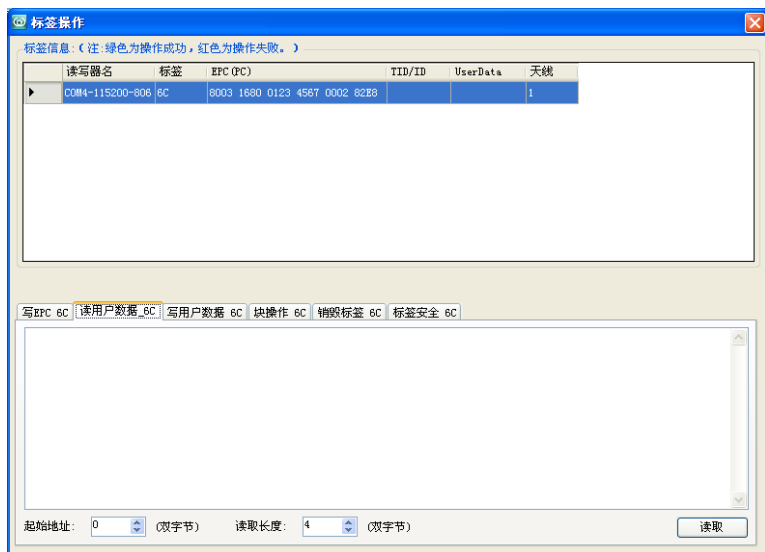 标签操作
标签信息:(注:绿色为操作成功,红色为操作失败。)
读写器名 标签 EPC(PC) TID/ID UserData 天线
COM4-115200-806 6C 8003 1680 0123 4567 0002 82E8 1
写EPC 6C 读用户数据_6C 写用户数据 6C 块操作 6C 销毁标签 6C 标签安全 6C
起始地址: 0 (双字节) 读取长度: 4 (双字节) 读取